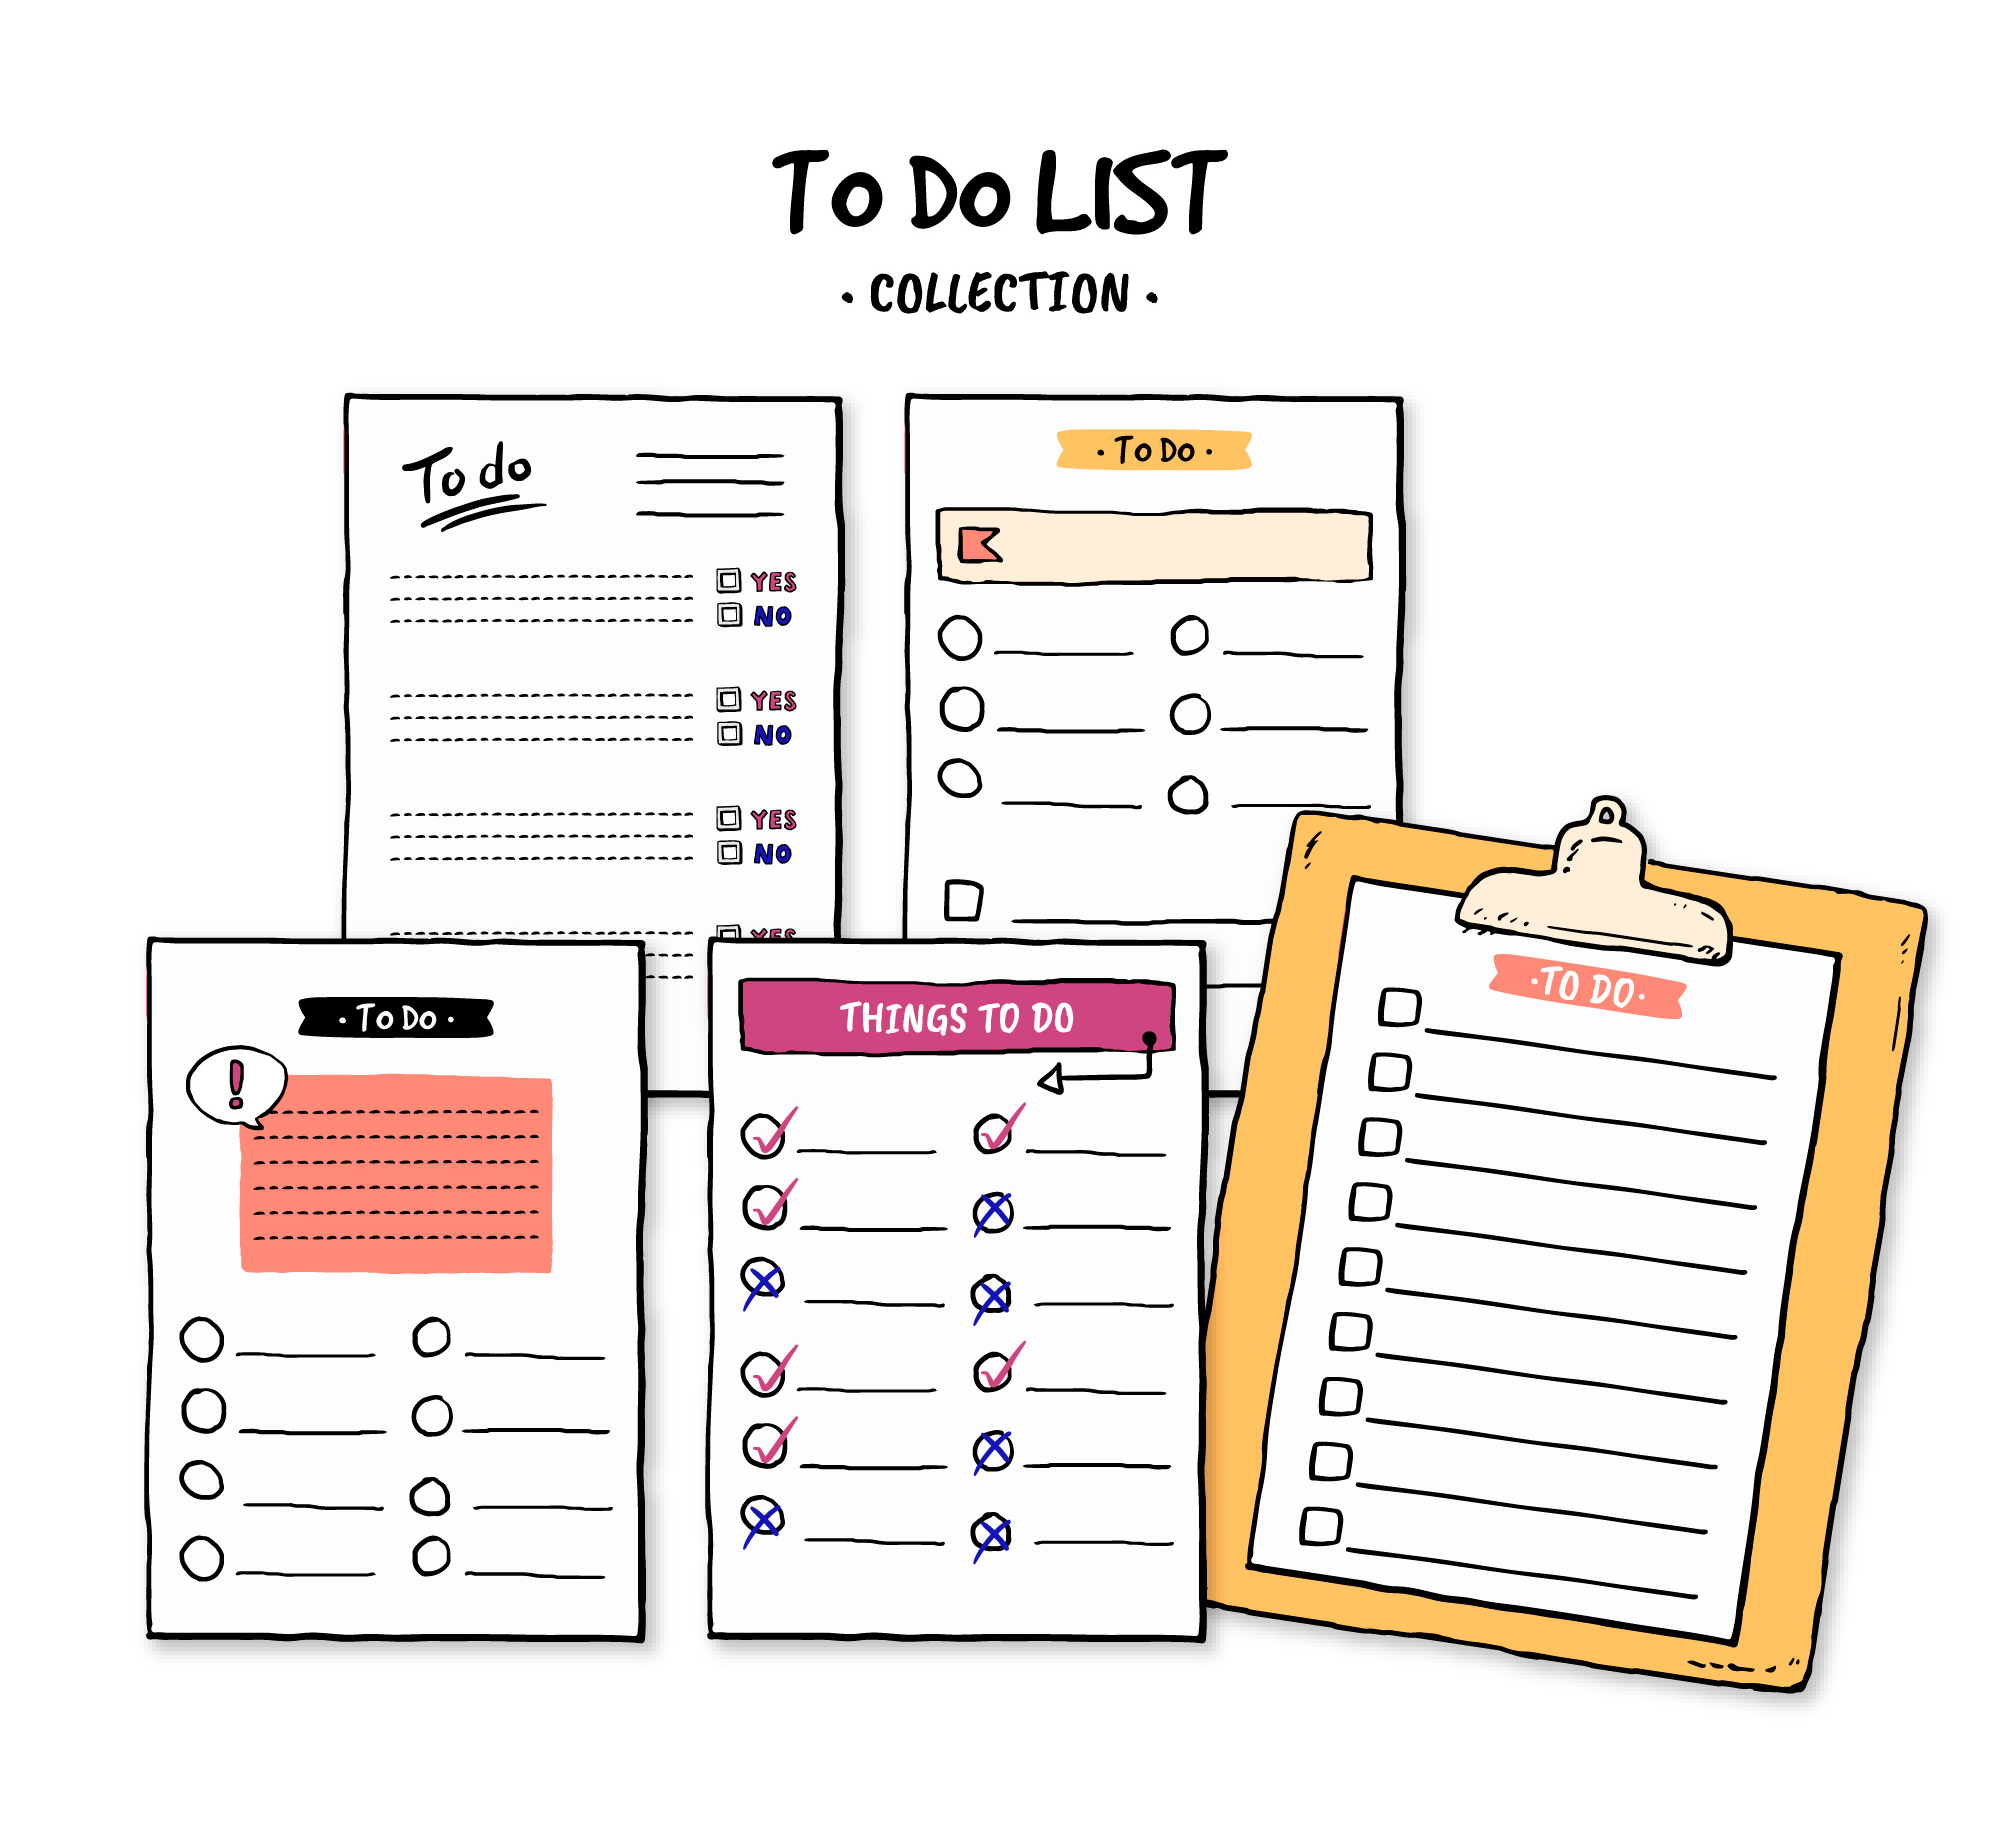 To Do LIST
· COLLECTION ·
To do
YES
NO
YES
NO
YES
NO
YES
· To Do ·
· To Do ·
!
THINGS TO DO
·TO DO·